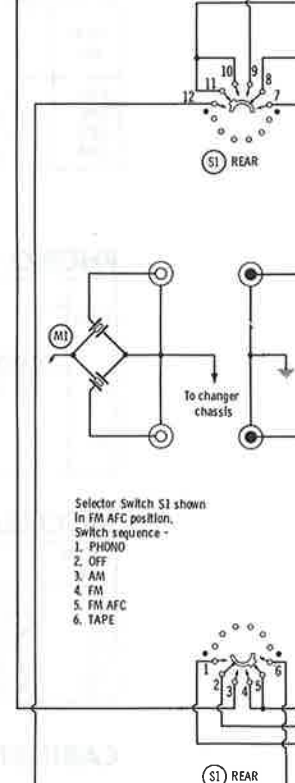 10
9
11
8
12
7
S1 REAR
M1
To changer
chassis
Selector Switch S1 shown
in FM AFC position.
Switch sequence -
1. PHONO
2. OFF
3. AM
4. FM
5. FM AFC
6. TAPE
1
6
2
3
4
5
S1 REAR